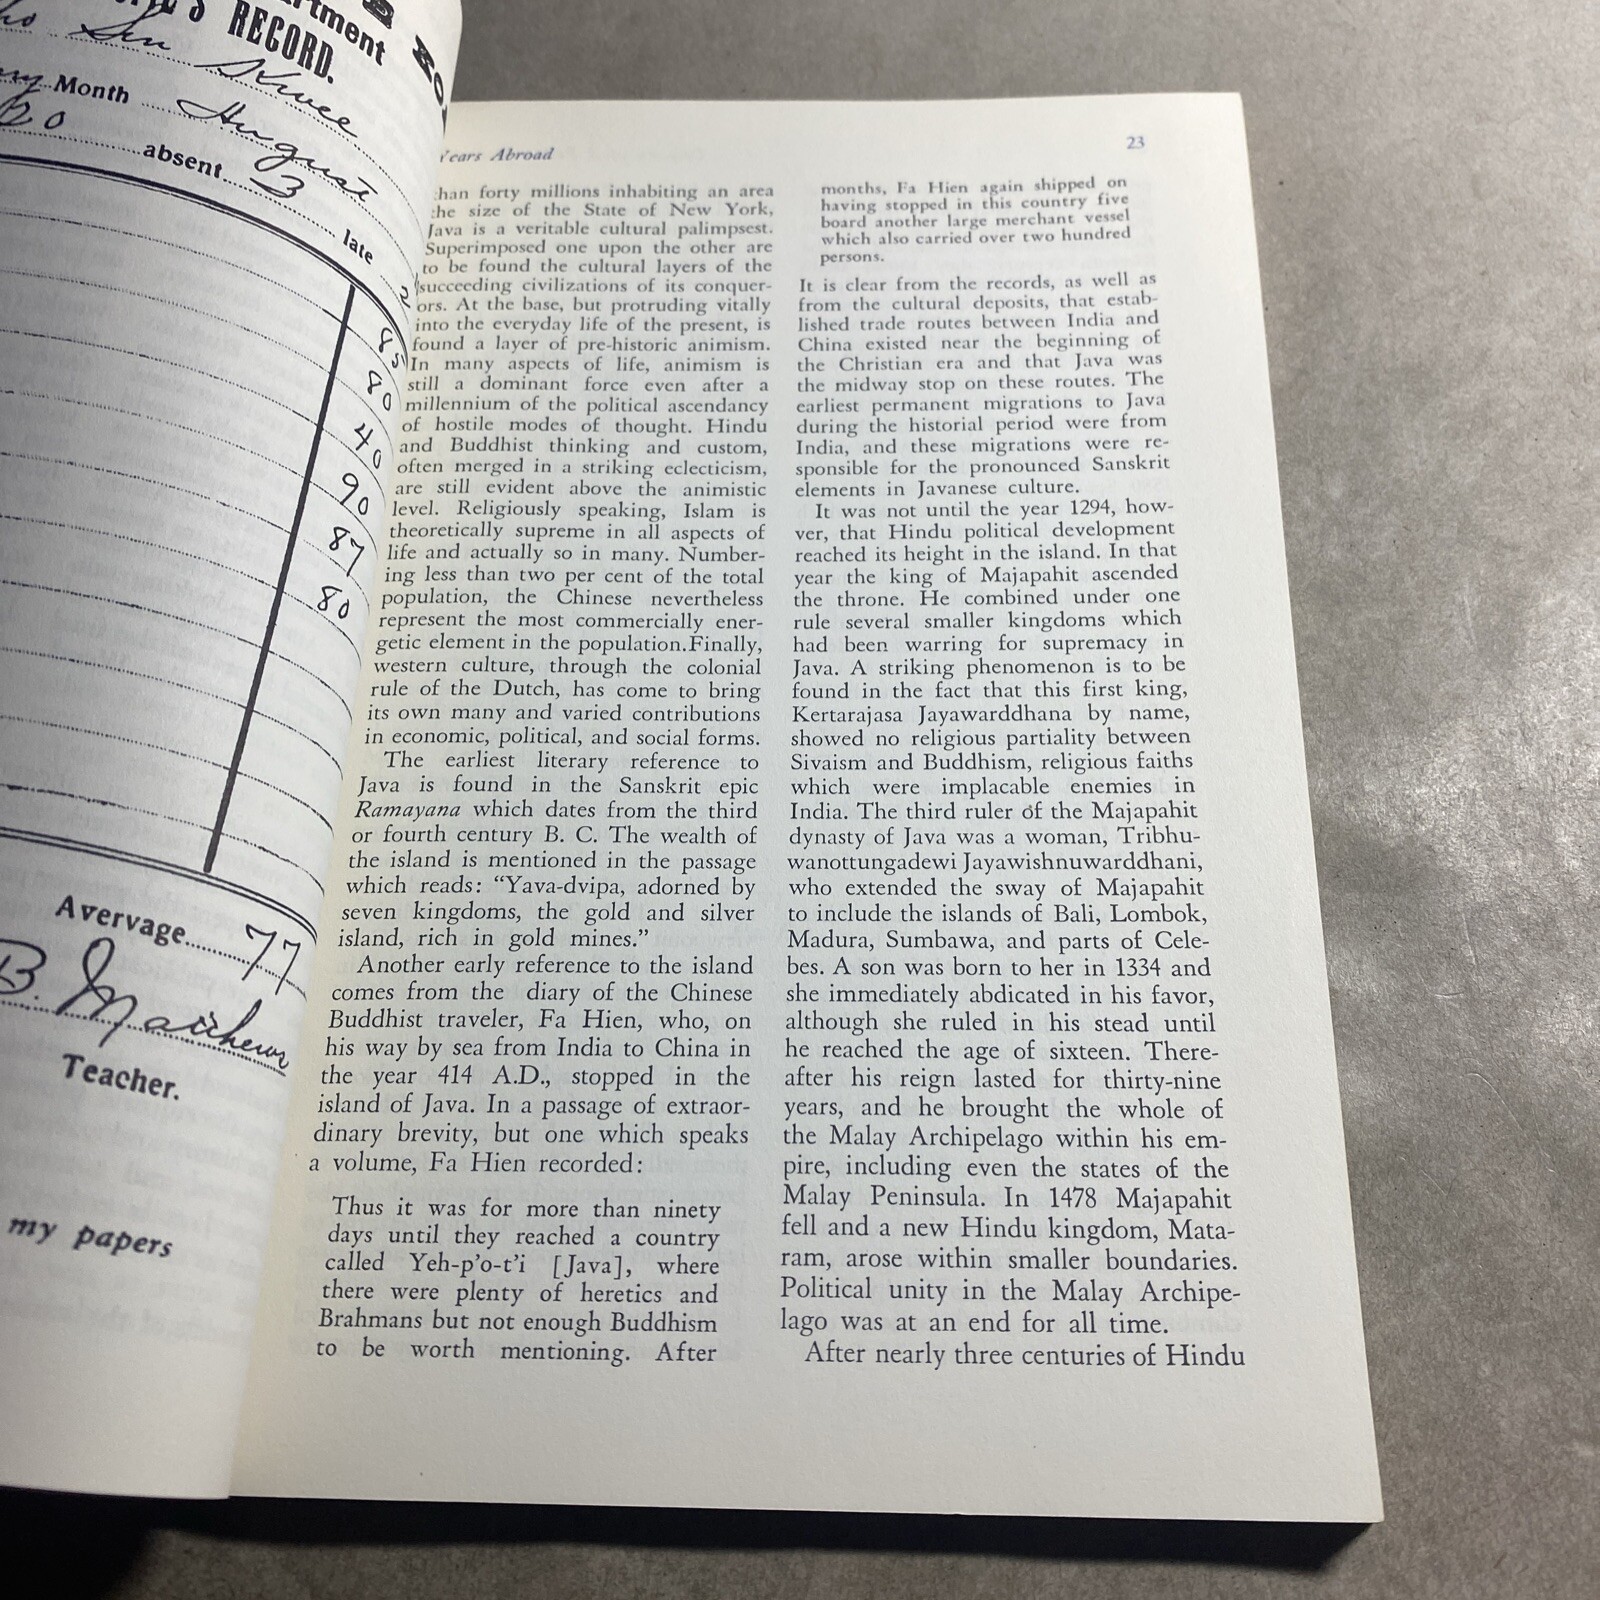 RECORD.
Month August
20 absent 3 late 2
85
80
40
90
87
80
Avervage 77
B. Matthews
Teacher.
my papers
Years Abroad
23
than forty millions inhabiting an area
the size of the State of New York,
Java is a veritable cultural palimpsest.
Superimposed one upon the other are
to be found the cultural layers of the
succeeding civilizations of its conquer-
ors. At the base, but protruding vitally
into the everyday life of the present, is
found a layer of pre-historic animism.
In many aspects of life, animism is
still a dominant force even after a
millennium of the political ascendancy
of hostile modes of thought. Hindu
and Buddhist thinking and custom,
often merged in a striking eclecticism,
are still evident above the animistic
level. Religiously speaking, Islam is
theoretically supreme in all aspects of
life and actually so in many. Number-
ing less than two per cent of the total
population, the Chinese nevertheless
represent the most commercially ener-
getic element in the population.Finally,
western culture, through the colonial
rule of the Dutch, has come to bring
its own many and varied contributions
in economic, political, and social forms.
The earliest literary reference to
Java is found in the Sanskrit epic
Ramayana which dates from the third
or fourth century B. C. The wealth of
the island is mentioned in the passage
which reads: “Yava-dvipa, adorned by
seven kingdoms, the gold and silver
island, rich in gold mines.”
Another early reference to the island
comes from the diary of the Chinese
Buddhist traveler, Fa Hien, who, on
his way by sea from India to China in
the year 414 A.D., stopped in the
island of Java. In a passage of extraor-
dinary brevity, but one which speaks
a volume, Fa Hien recorded:
Thus it was for more than ninety
days until they reached a country
called Yeh-p’o-t’i [Java], where
there were plenty of heretics and
Brahmans but not enough Buddhism
to be worth mentioning. After
months, Fa Hien again shipped on
having stopped in this country five
board another large merchant vessel
which also carried over two hundred
persons.
It is clear from the records, as well as
from the cultural deposits, that estab-
lished trade routes between India and
China existed near the beginning of
the Christian era and that Java was
the midway stop on these routes. The
earliest permanent migrations to Java
during the historial period were from
India, and these migrations were re-
sponsible for the pronounced Sanskrit
elements in Javanese culture.
It was not until the year 1294, how-
ver, that Hindu political development
reached its height in the island. In that
year the king of Majapahit ascended
the throne. He combined under one
rule several smaller kingdoms which
had been warring for supremacy in
Java. A striking phenomenon is to be
found in the fact that this first king,
Kertarajasa Jayawarddhana by name,
showed no religious partiality between
Sivaism and Buddhism, religious faiths
which were implacable enemies in
India. The third ruler of the Majapahit
dynasty of Java was a woman, Tribhu-
wanottungadewi Jayawishnuwarddhani,
who extended the sway of Majapahit
to include the islands of Bali, Lombok,
Madura, Sumbawa, and parts of Cele-
bes. A son was born to her in 1334 and
she immediately abdicated in his favor,
although she ruled in his stead until
he reached the age of sixteen. There-
after his reign lasted for thirty-nine
years, and he brought the whole of
the Malay Archipelago within his em-
pire, including even the states of the
Malay Peninsula. In 1478 Majapahit
fell and a new Hindu kingdom, Mata-
ram, arose within smaller boundaries.
Political unity in the Malay Archipe-
lago was at an end for all time.
After nearly three centuries of Hindu